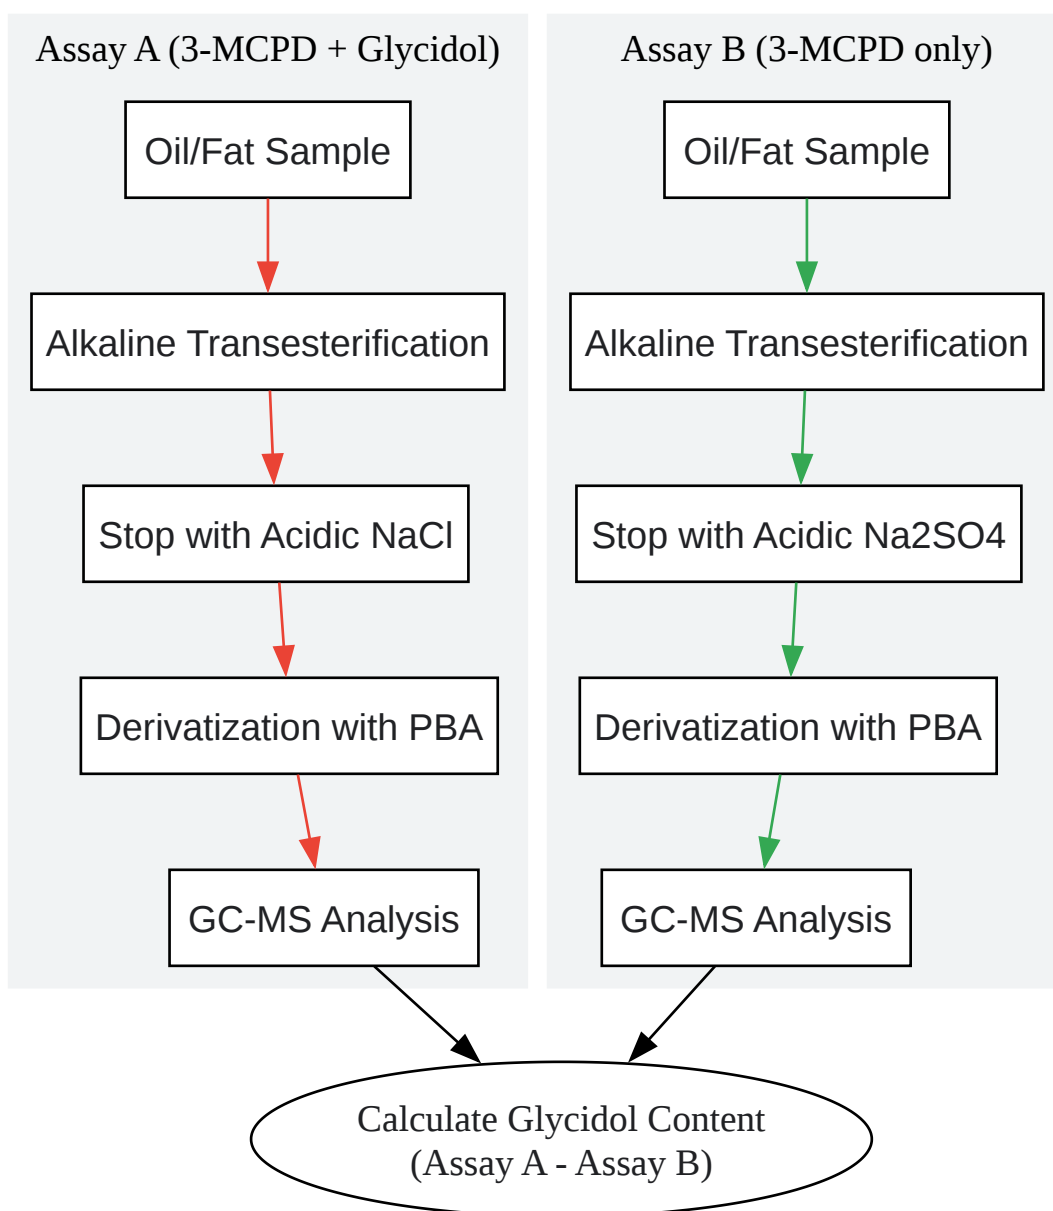 Assay A (3-MCPD + Glycidol)
Oil/Fat Sample
Alkaline Transesterification
Stop with Acidic NaCl
Derivatization with PBA
GC-MS Analysis
Assay B (3-MCPD only)
Oil/Fat Sample
Alkaline Transesterification
Stop with Acidic Na2SO4
Derivatization with PBA
GC-MS Analysis
Calculate Glycidol Content
(Assay A - Assay B)